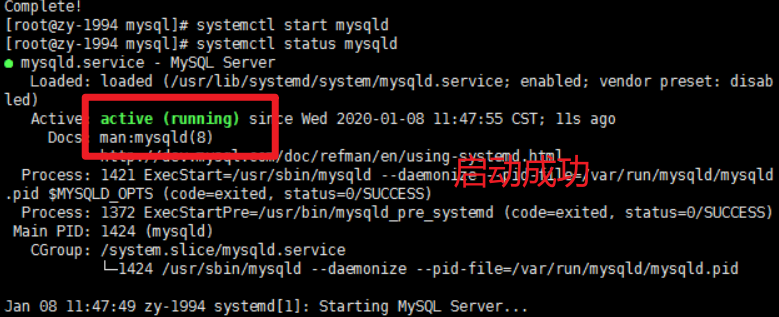 Complete!
[root@zy-1994 mysql]# systemctl start mysqld
[root@zy-1994 mysql]# systemctl status mysqld
● mysqld.service - MySQL Server
Loaded: loaded (/usr/lib/systemd/system/mysqld.service; enabled; vendor preset: disab
led)
Active: active (running) since Wed 2020-01-08 11:47:55 CST; 11s ago
Docs: man:mysqld(8)
http://dev.mysql.com/doc/refman/en/using-systemd.html
启动成功
Process: 1421 ExecStart=/usr/sbin/mysqld --daemonize --pid-file=/var/run/mysqld/mysqld
.pid $MYSQLD_OPTS (code=exited, status=0/SUCCESS)
Process: 1372 ExecStartPre=/usr/bin/mysqld_pre_systemd (code=exited, status=0/SUCCESS)
Main PID: 1424 (mysqld)
CGroup: /system.slice/mysqld.service
└─1424 /usr/sbin/mysqld --daemonize --pid-file=/var/run/mysqld/mysqld.pid
Jan 08 11:47:49 zy-1994 systemd[1]: Starting MySQL Server...